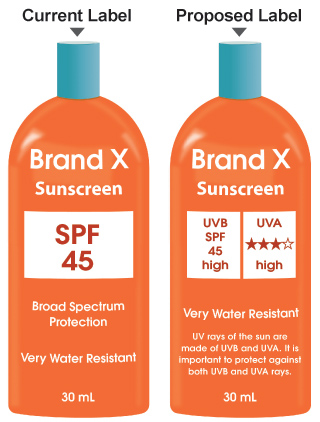 Current Label
Brand X
Sunscreen
SPF
45
Broad Spectrum
Protection
Very Water Resistant
30 mL
Proposed Label
Brand X
Sunscreen
UVB
SPF
45
high
UVA
★★★☆
high
Very Water Resistant
UV rays of the sun are
made of UVB and UVA. It is
important to protect against
both UVB and UVA rays.
30 mL